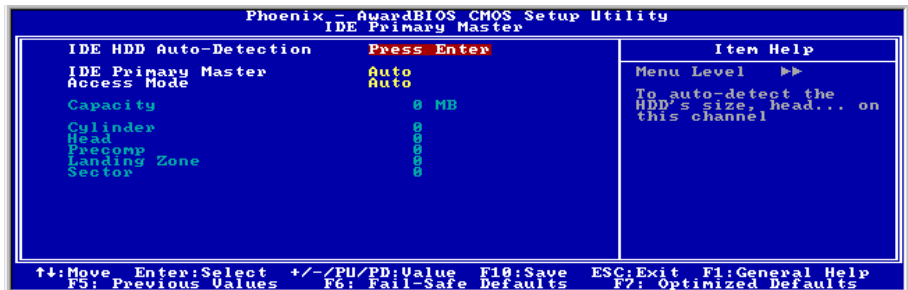 Phoenix - AwardBIOS CMOS Setup Utility
IDE Primary Master
IDE HDD Auto-Detection Press Enter
IDE Primary Master Auto
Access Mode Auto
Capacity 0 MB
Cylinder 0
Head 0
Precomp 0
Landing Zone 0
Sector 0
Item Help
Menu Level ▶▶
To auto-detect the
HDD's size, head... on
this channel
↑↓:Move Enter:Select +/-/PU/PD:Value F10:Save ESC:Exit F1:General Help
F5: Previous Values F6: Fail-Safe Defaults F7: Optimized Defaults